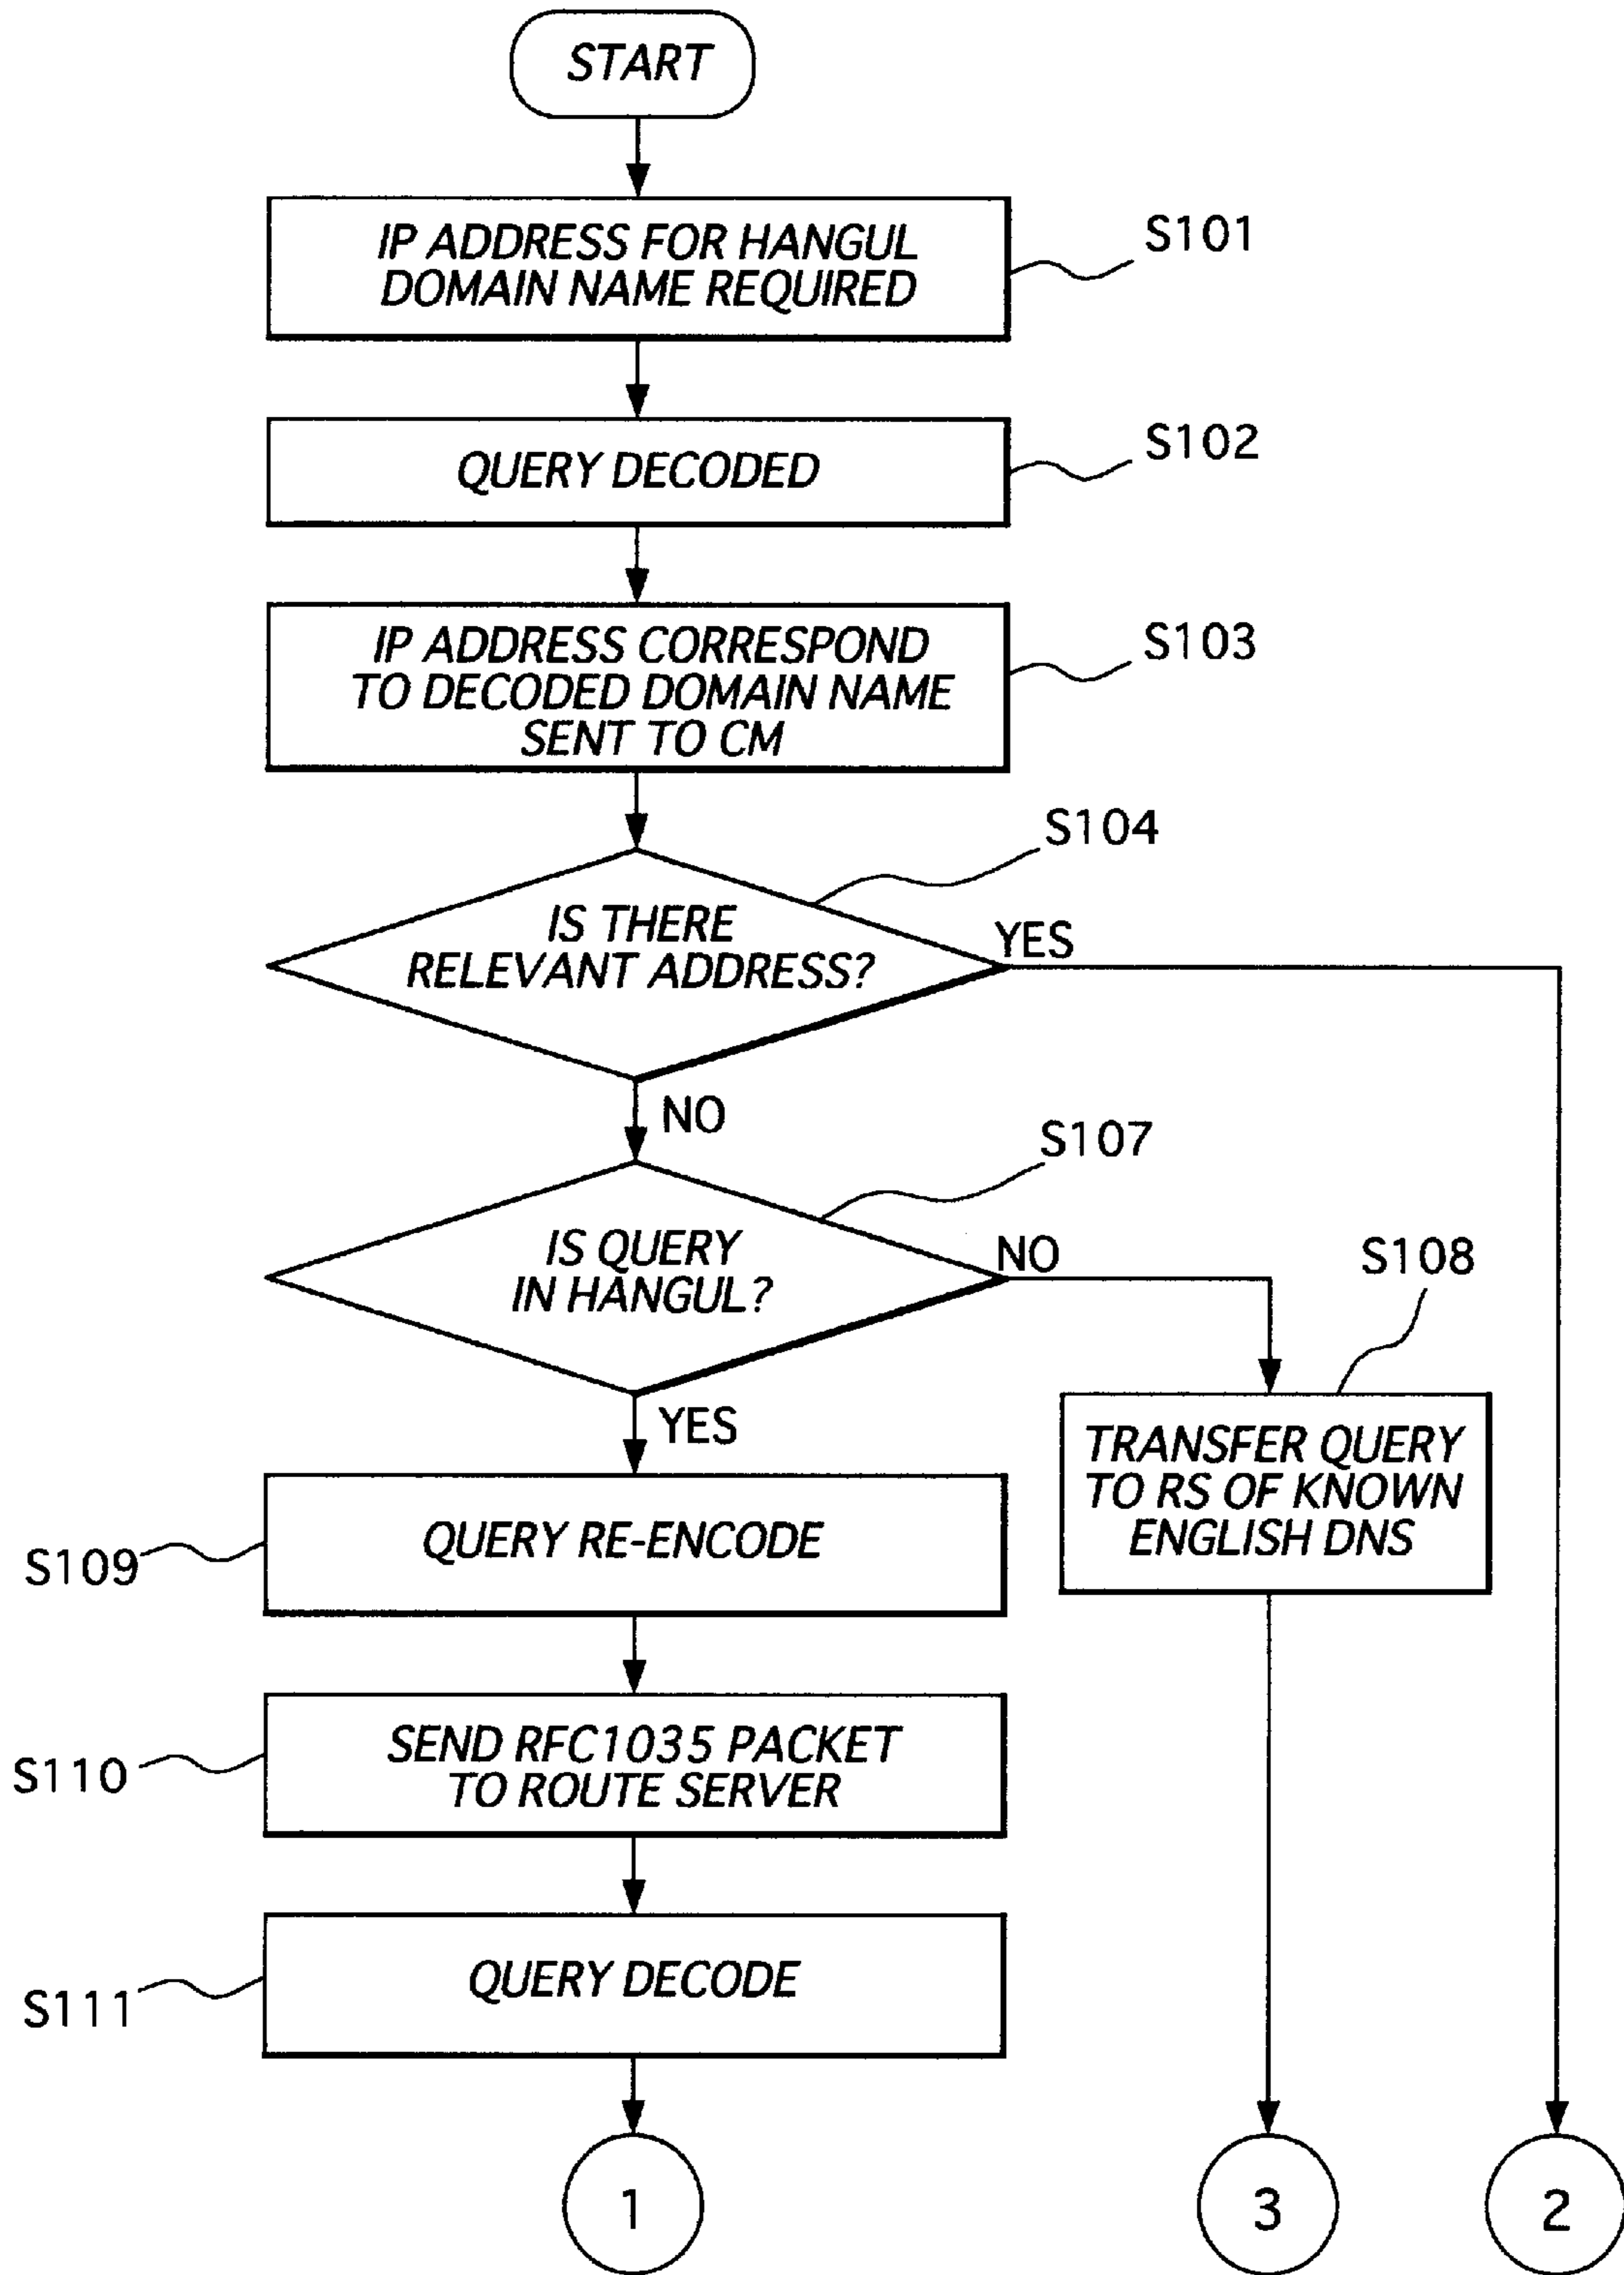 START
IP ADDRESS FOR HANGUL
DOMAIN NAME REQUIRED
S101
QUERY DECODED
S102
IP ADDRESS CORRESPOND
TO DECODED DOMAIN NAME
SENT TO CM
S103
S104
IS THERE
RELEVANT ADDRESS?
YES
NO
S107
IS QUERY
IN HANGUL?
NO
S108
YES
TRANSFER QUERY
TO RS OF KNOWN
ENGLISH DNS
QUERY RE-ENCODE
S109
SEND RFC1035 PACKET
TO ROUTE SERVER
S110
QUERY DECODE
S111
1
3
2